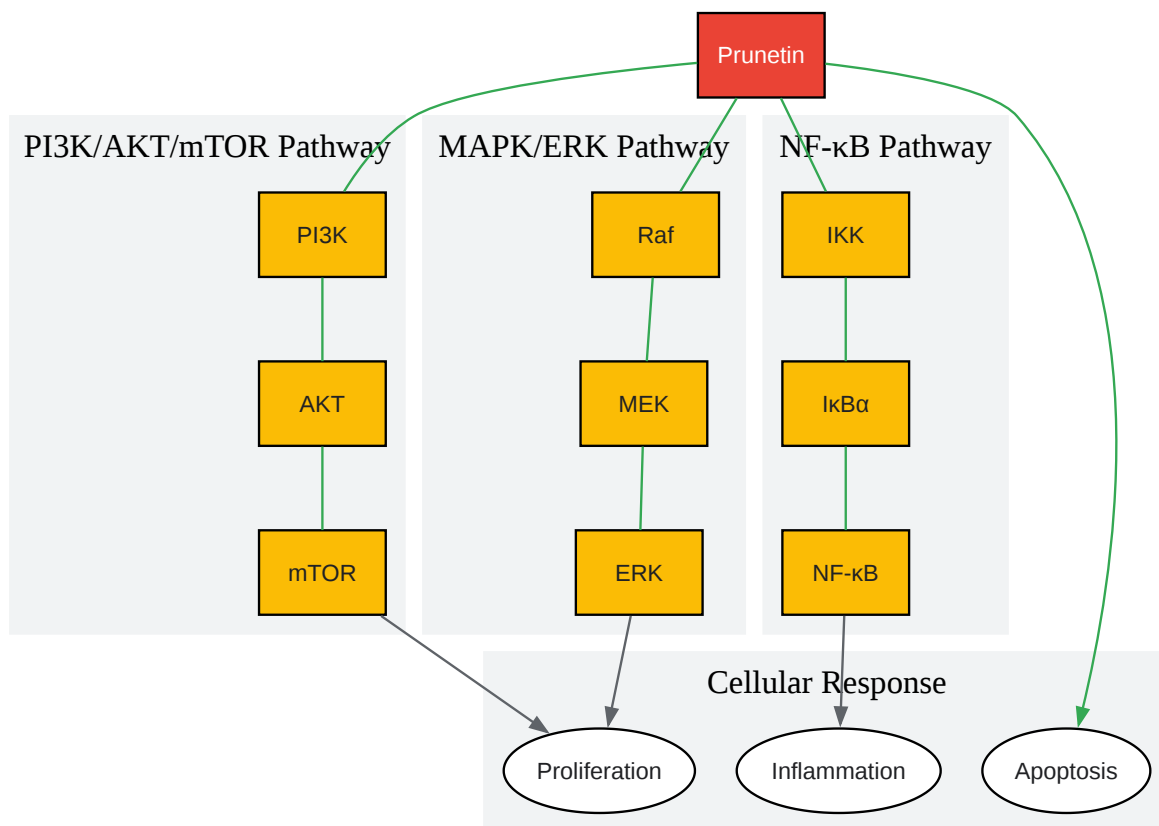 Prunetin
PI3K/AKT/mTOR Pathway
MAPK/ERK Pathway
NF-κB Pathway
PI3K
Raf
IKK
AKT
MEK
IκBα
mTOR
ERK
NF-κB
Cellular Response
Proliferation
Inflammation
Apoptosis